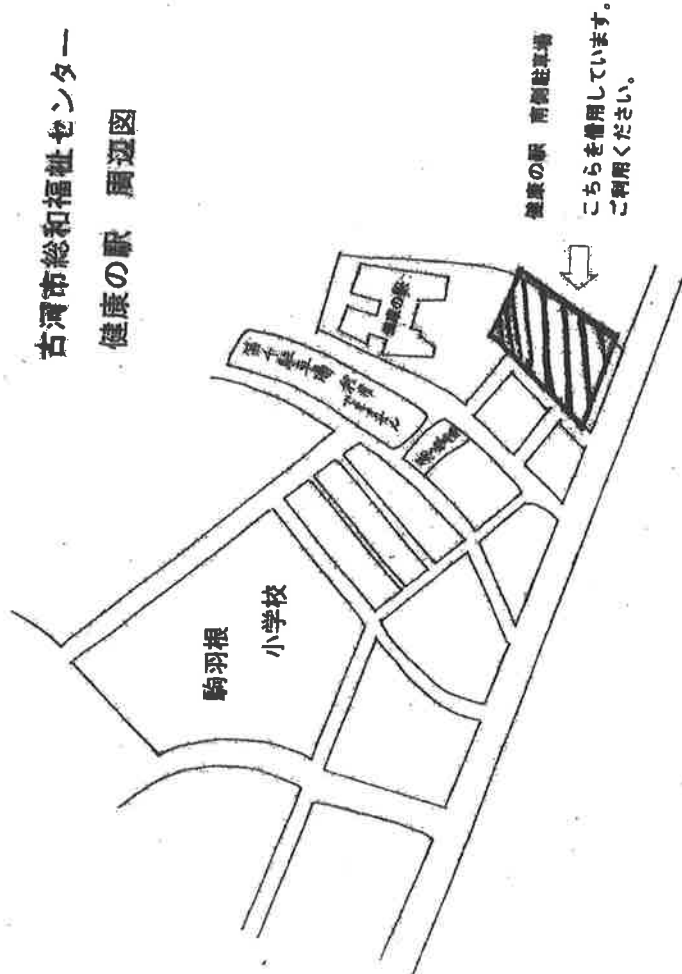 古河市総和福祉センター
健康の駅 周辺図
健康の駅
駒羽根
小学校
健康の駅 南側駐車場
こちらを借用しています。
ご利用ください。